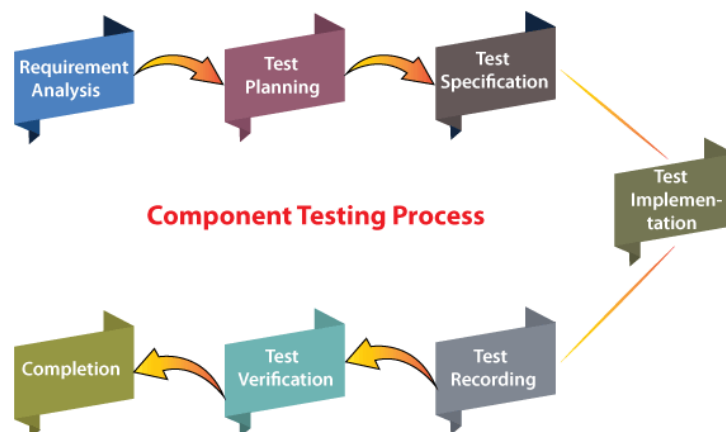 Requirement
Analysis
Test
Planning
Test
Specification
Test
Implemen-
tation
Component Testing Process
Completion
Test
Verification
Test
Recording